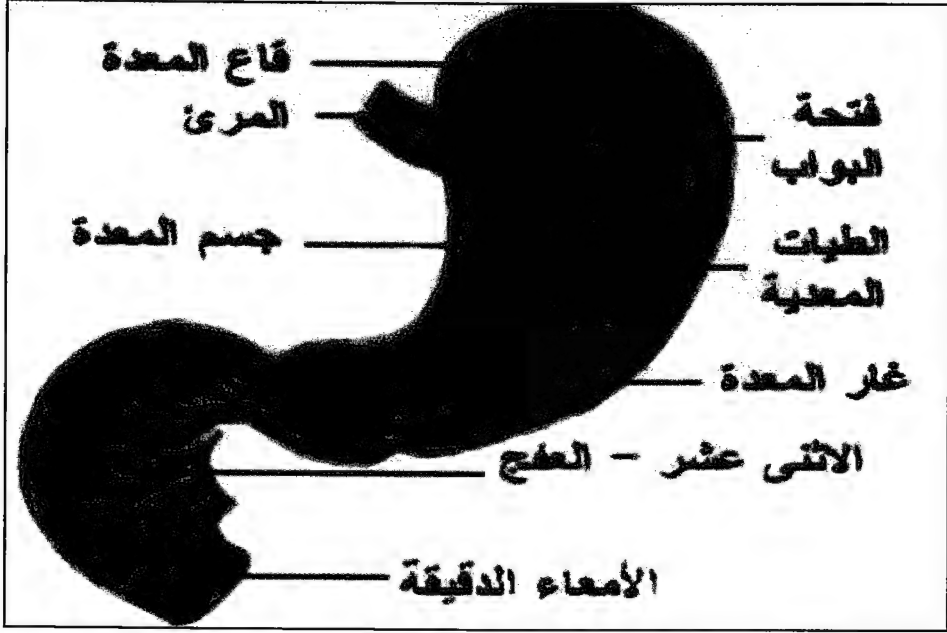 قاع المعدة
المرئ
فتحة
البواب
جسم المعدة
الطيات
المعدية
غار المعدة
الاثنى عشر – العفج
الأمعاء الدقيقة